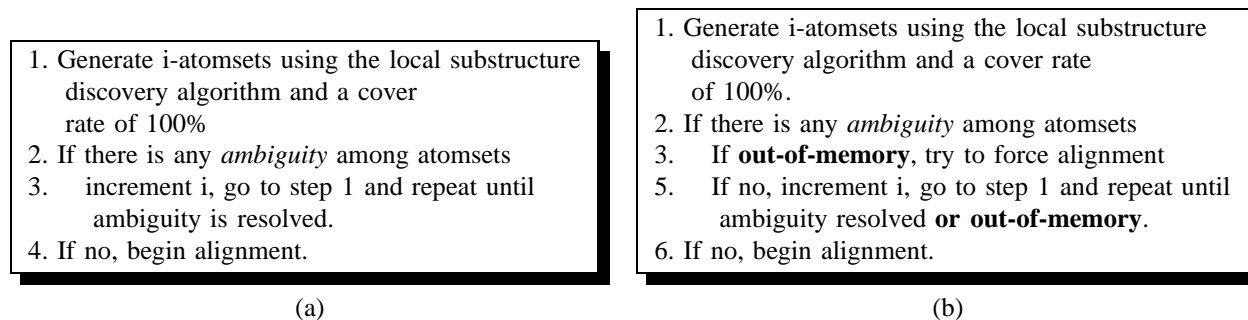 1. Generate i-atomsets using the local substructure
discovery algorithm and a cover
rate of 100%
2. If there is any ambiguity among atomsets
3. increment i, go to step 1 and repeat until
ambiguity is resolved.
4. If no, begin alignment.
(a)
1. Generate i-atomsets using the local substructure
discovery algorithm and a cover rate
of 100%.
2. If there is any ambiguity among atomsets
3. If out-of-memory, try to force alignment
5. If no, increment i, go to step 1 and repeat until
ambiguity resolved or out-of-memory.
6. If no, begin alignment.
(b)